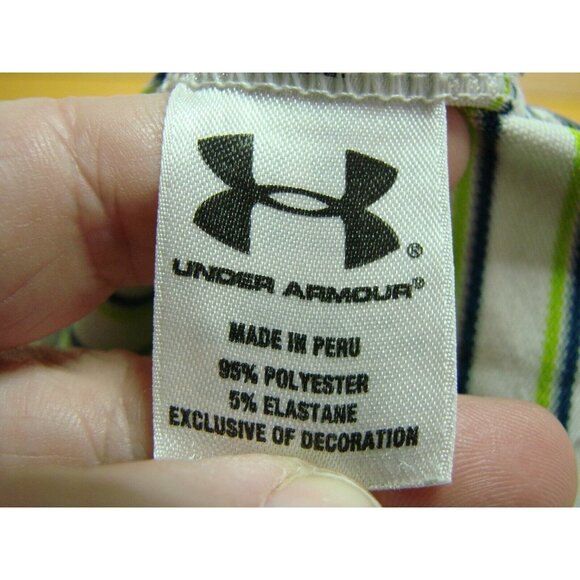 ®
UNDER ARMOUR®
MADE IN PERU
95% POLYESTER
5% ELASTANE
EXCLUSIVE OF DECORATION